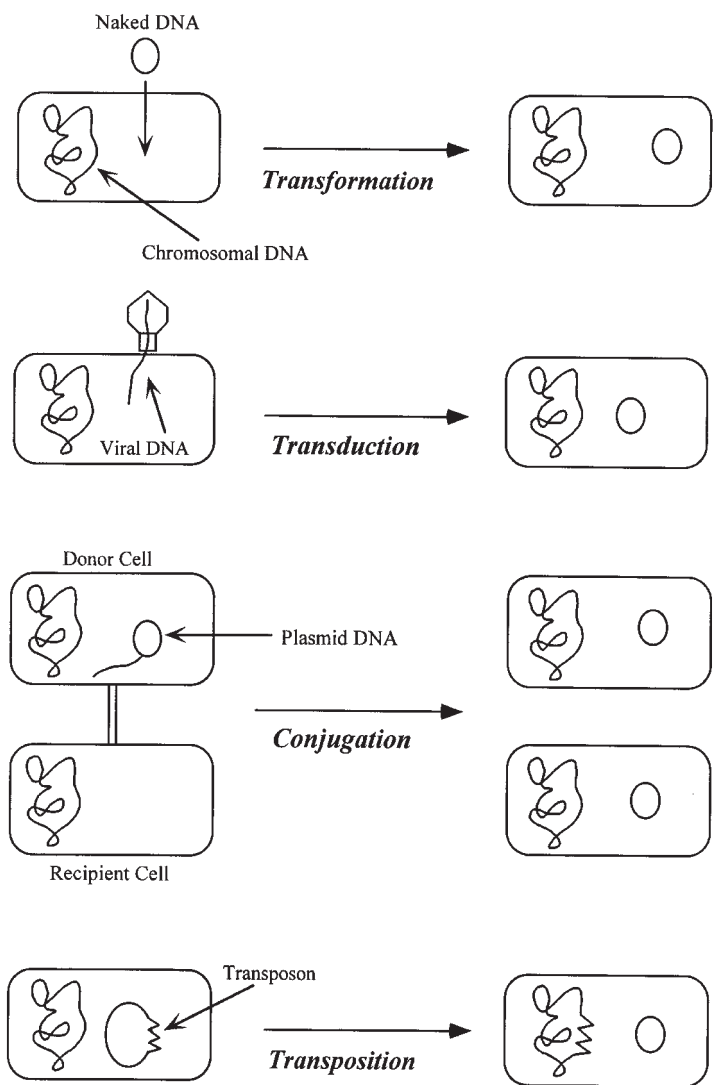 Naked DNA
Transformation
Chromosomal DNA
Viral DNA
Transduction
Donor Cell
Plasmid DNA
Conjugation
Recipient Cell
Transposon
Transposition